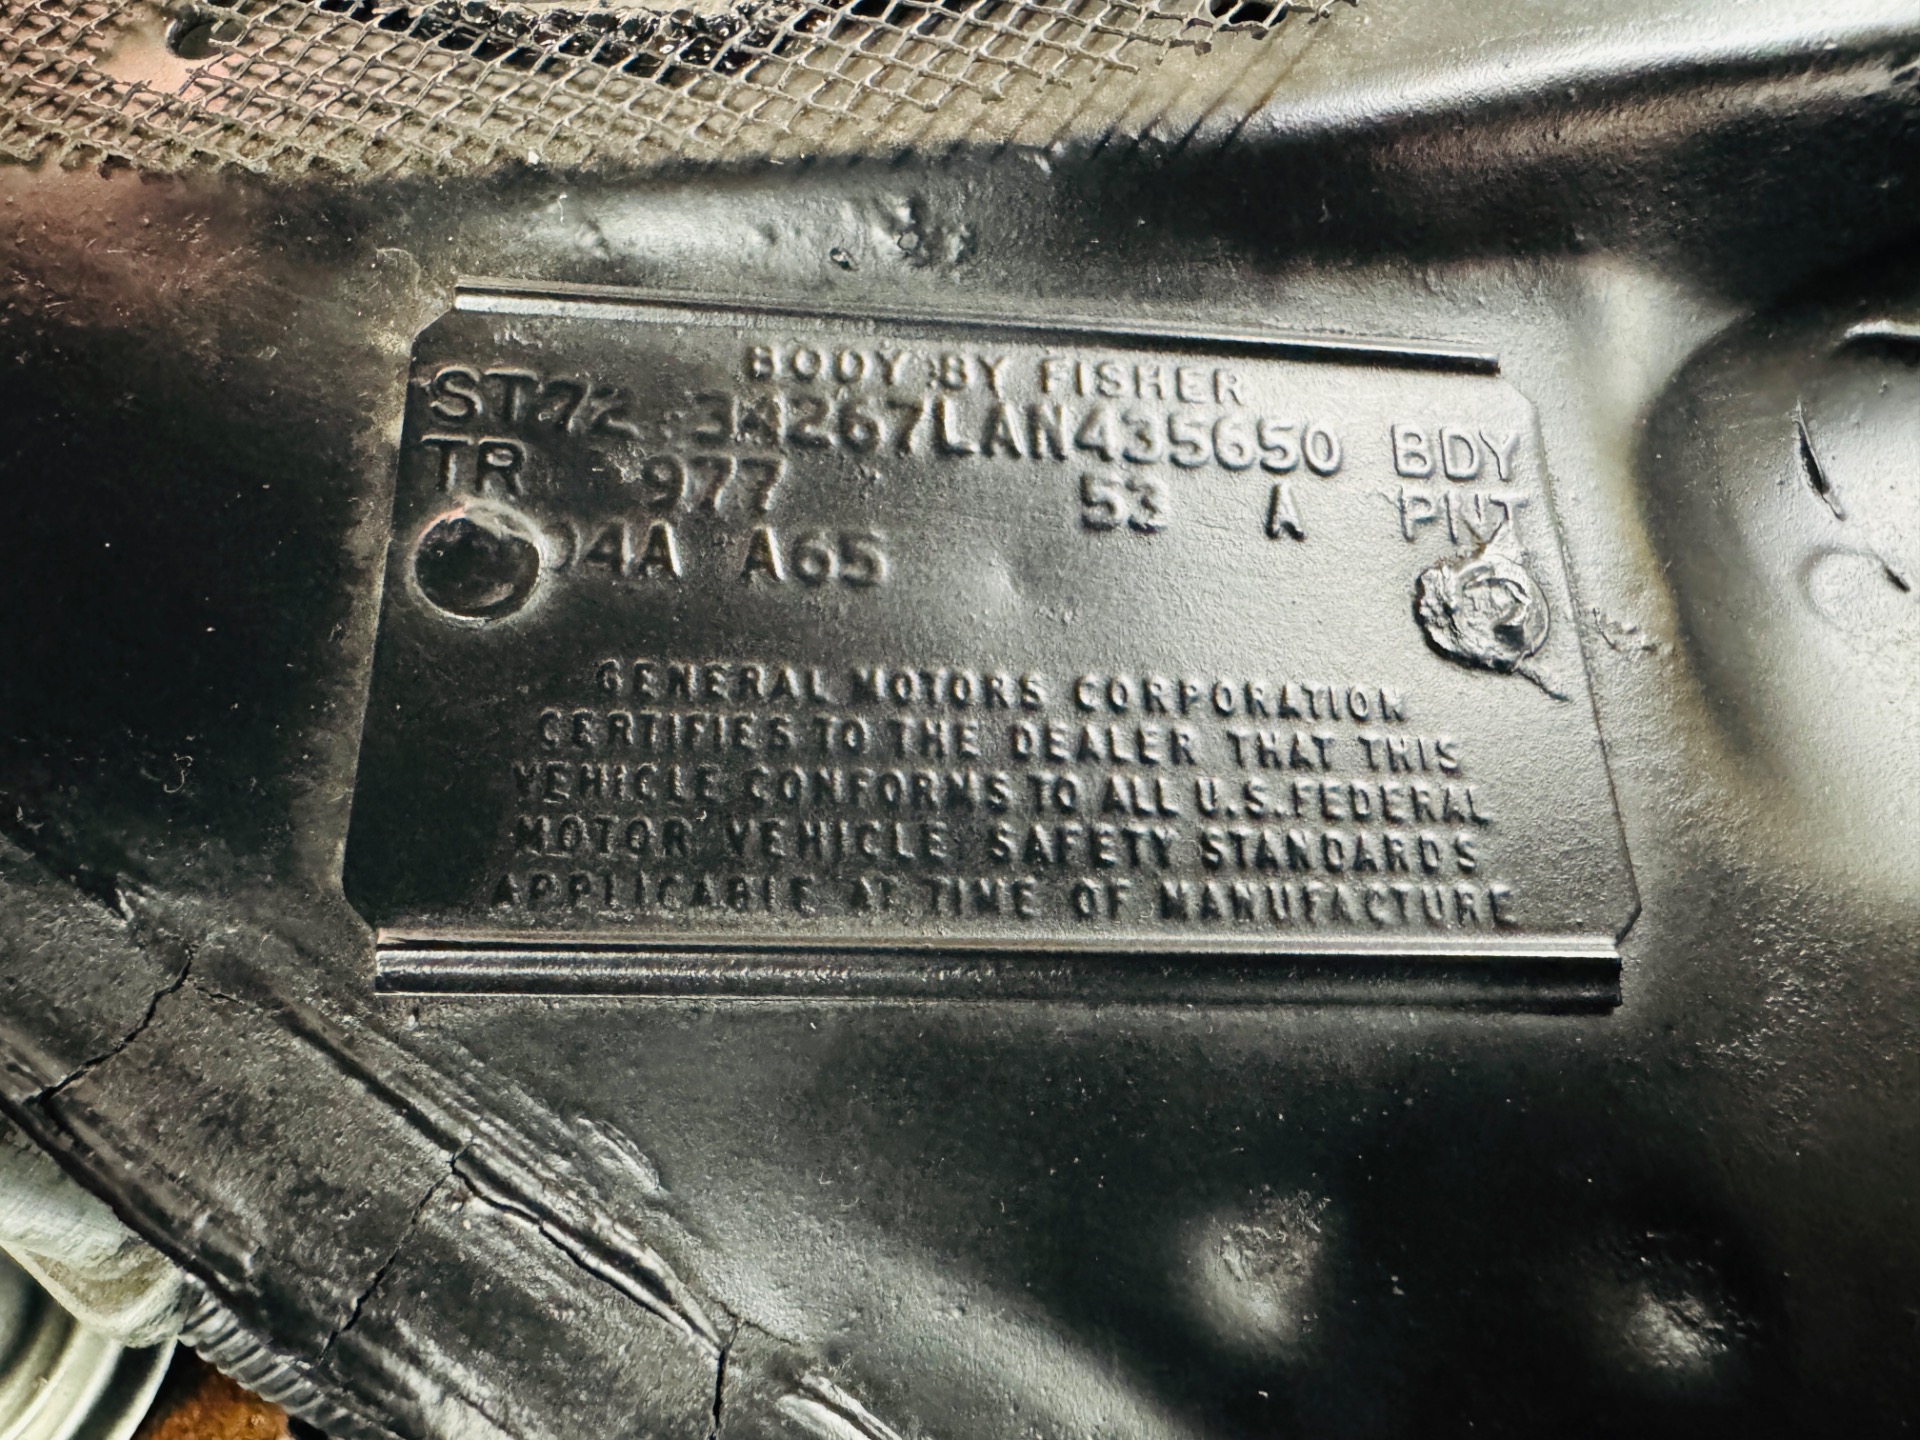 BODY BY FISHER
ST72 34267LAN435650 BDY
TR 977 53 A PNT
04A A65
GENERAL MOTORS CORPORATION
CERTIFIES TO THE DEALER THAT THIS
VEHICLE CONFORMS TO ALL U.S. FEDERAL
MOTOR VEHICLE SAFETY STANDARDS
APPLICABLE AT TIME OF MANUFACTURE